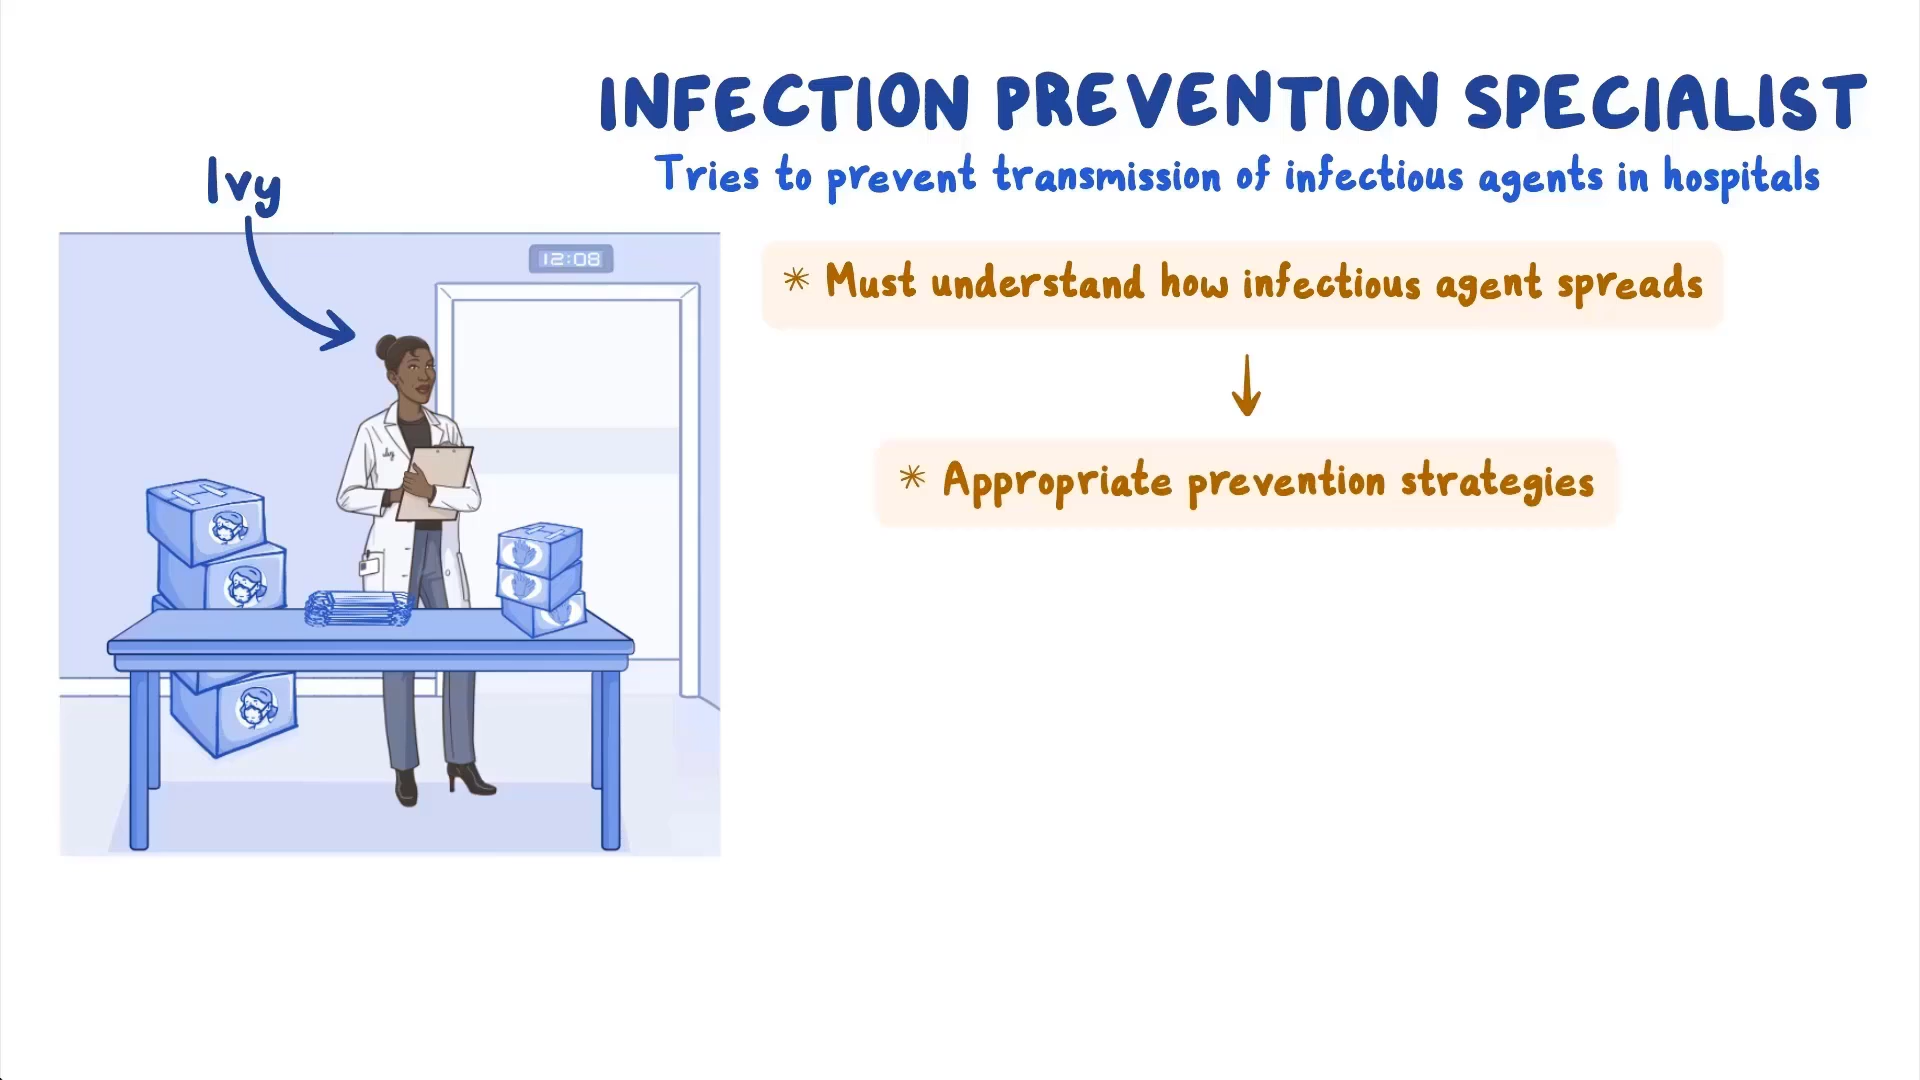 INFECTION PREVENTION SPECIALIST
Tries to prevent transmission of infectious agents in hospitals
Ivy
12:08
* Must understand how infectious agent spreads
* Appropriate prevention strategies
Ivy